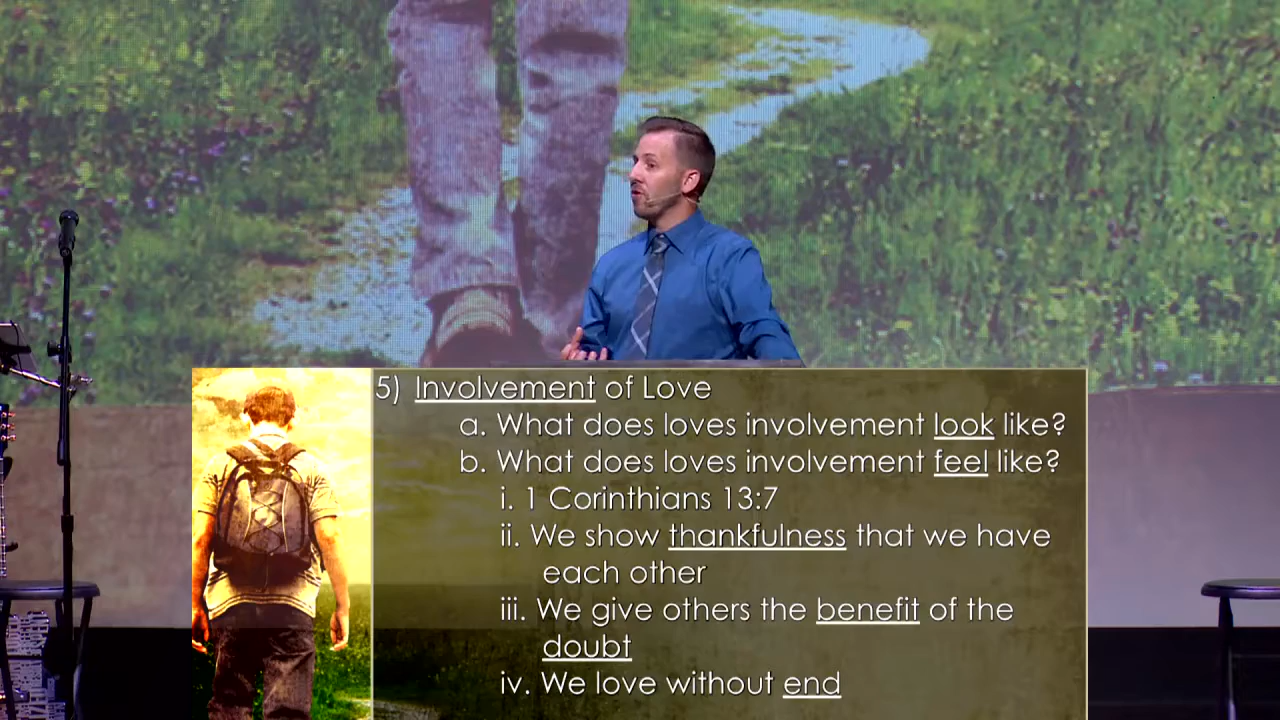 5) Involvement of Love
a. What does loves involvement look like?
b. What does loves involvement feel like?
i. 1 Corinthians 13:7
ii. We show thankfulness that we have
each other
iii. We give others the benefit of the
doubt
iv. We love without end